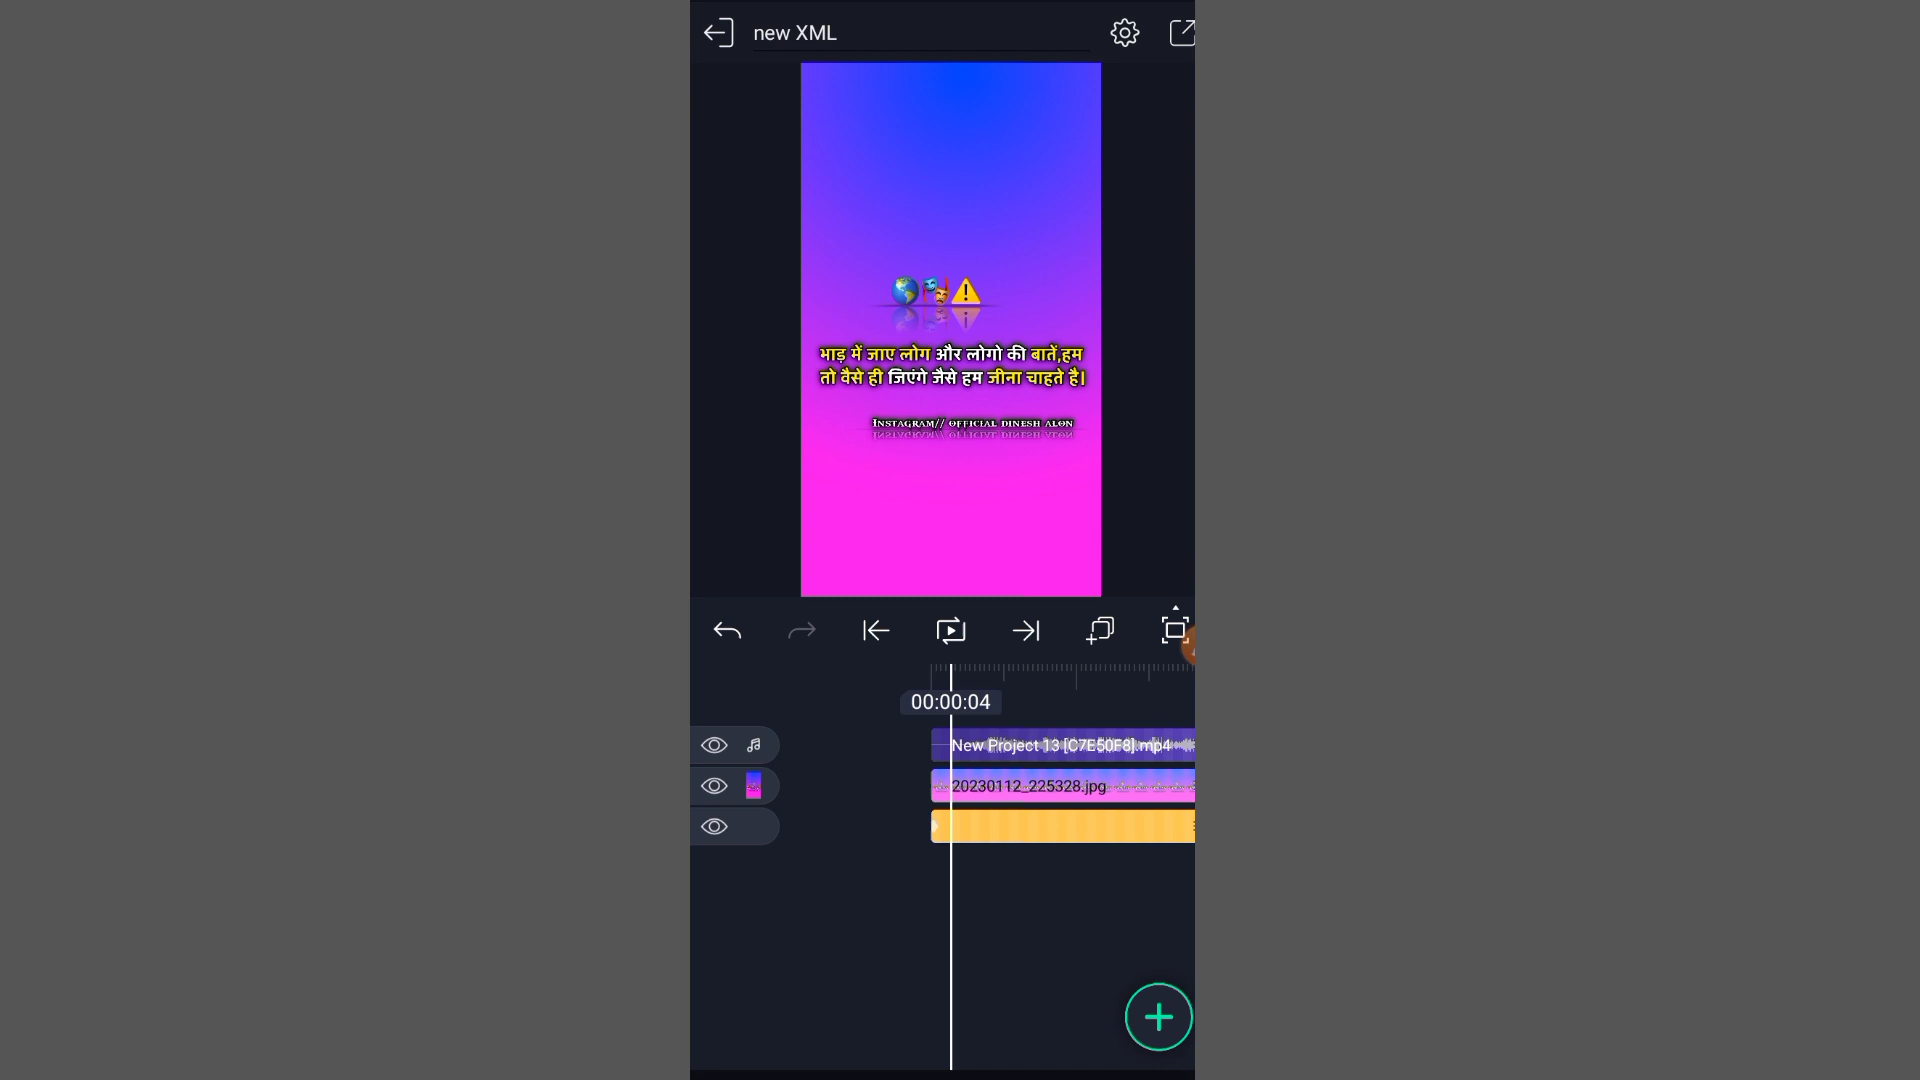 new XML
भाड़ में जाए लोग और लोगो की बातें,हम
तो वैसे ही जिएंगे जैसे हम जीना चाहते है।
Instagram// official dinesh alon
00:00:04
New Project 13 [C7E50F8].mp4
20230112_225328.jpg